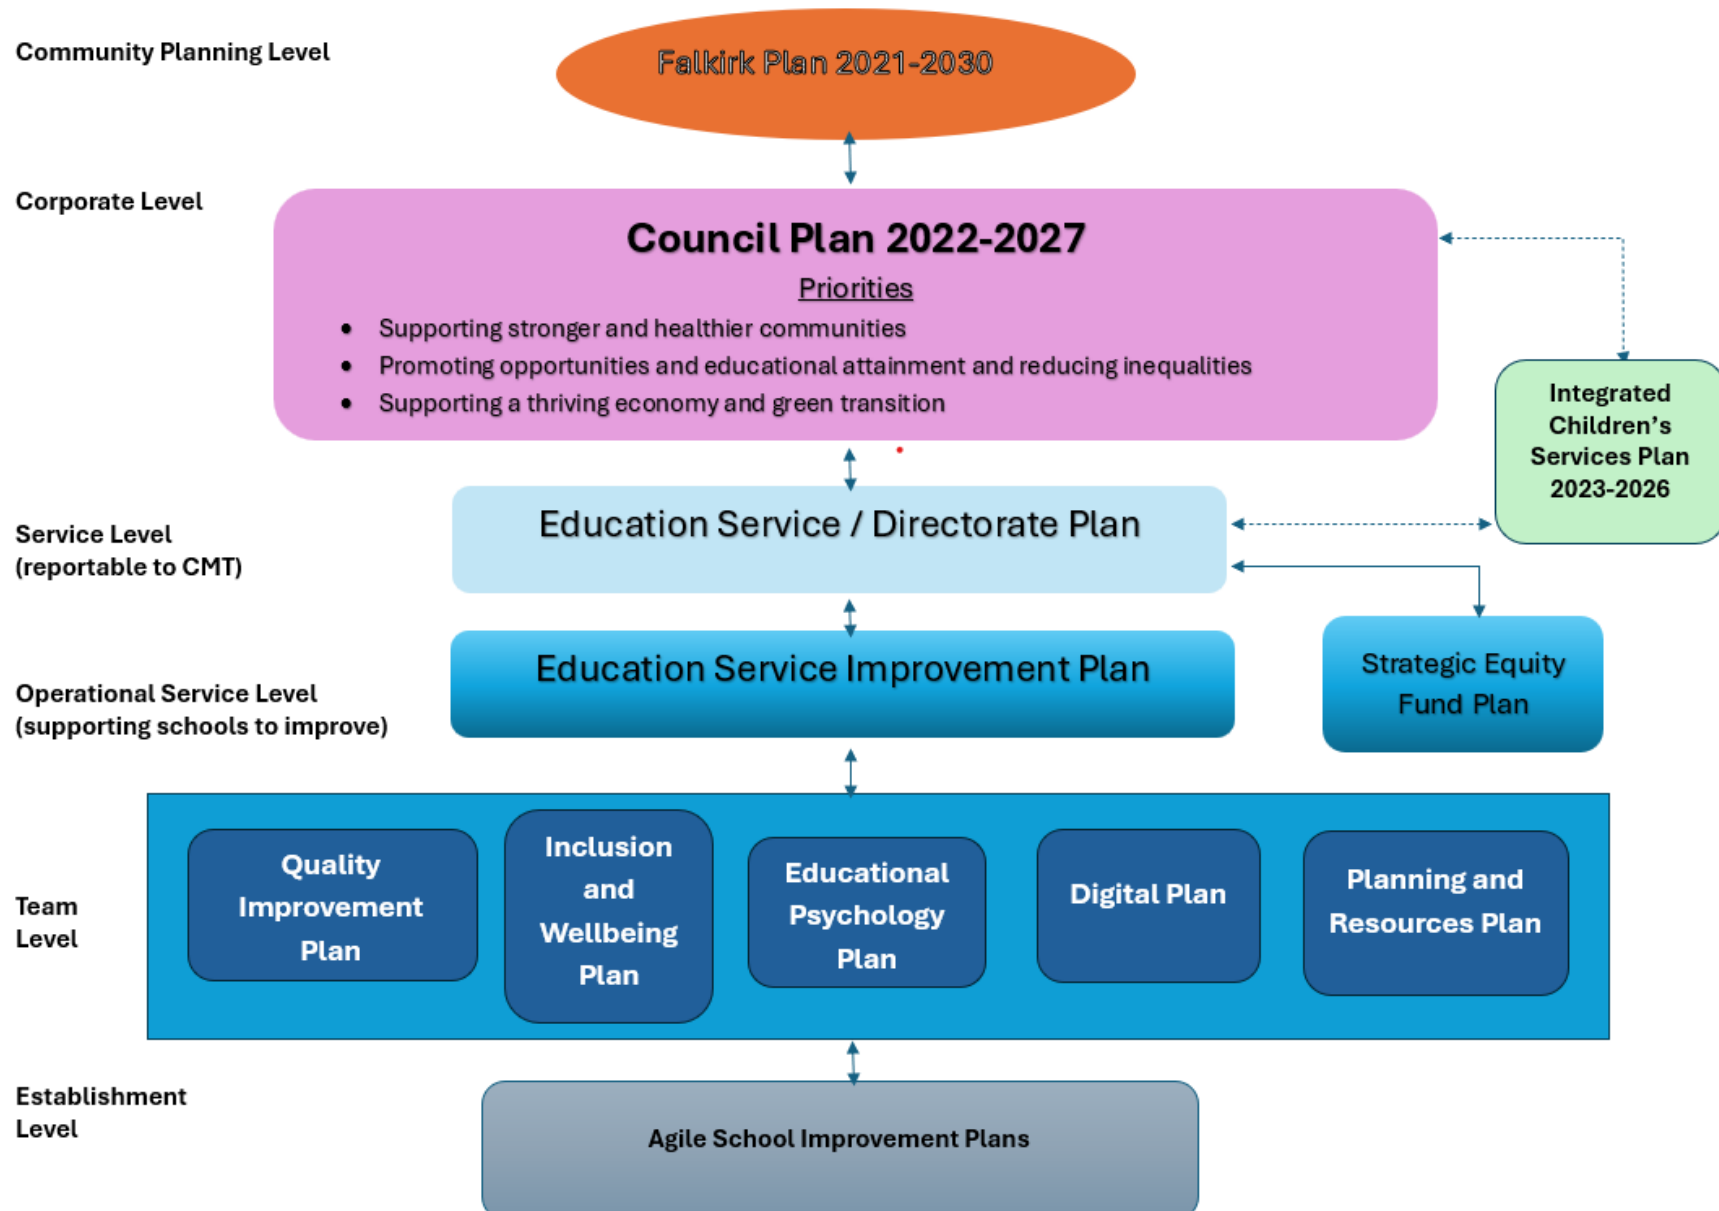 Community Planning Level
Falkirk Plan 2021-2030
Corporate Level
Council Plan 2022-2027
Priorities
• Supporting stronger and healthier communities
• Promoting opportunities and educational attainment and reducing inequalities
• Supporting a thriving economy and green transition
Integrated
Children’s
Services Plan
2023-2026
Service Level
(reportable to CMT)
Education Service / Directorate Plan
Operational Service Level
(supporting schools to improve)
Education Service Improvement Plan
Strategic Equity
Fund Plan
Team
Level
Quality
Improvement
Plan
Inclusion
and
Wellbeing
Plan
Educational
Psychology
Plan
Digital Plan
Planning and
Resources Plan
Establishment
Level
Agile School Improvement Plans